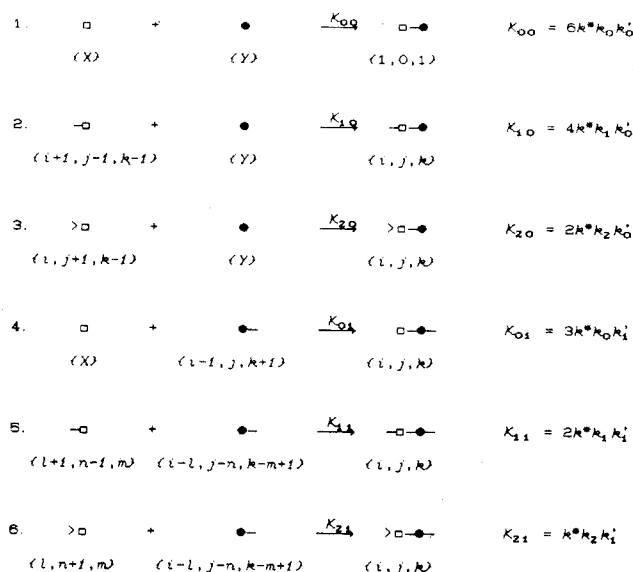 1. □ + ● K₀₀ □-● K₀₀ = 6k*k₀k₀'
(X) (Y) (1,0,1)
2. -□ + ● K₁₀ -□-● K₁₀ = 4k*k₁k₀'
(i+1,j-1,k-1) (Y) (i,j,k)
3. >□ + ● K₂₀ >□-● K₂₀ = 2k*k₂k₀'
(i,j+1,k-1) (Y) (i,j,k)
4. □ + ●- K₀₁ □-●- K₀₁ = 3k*k₀k₁'
(X) (i-1,j,k+1) (i,j,k)
5. -□ + ●- K₁₁ -□-●- K₁₁ = 2k*k₁k₁'
(l+1,n-1,m) (i-l,j-n,k-m+1) (i,j,k)
6. >□ + ●- K₂₁ >□-●- K₂₁ = k*k₂k₁'
(l,n+1,m) (i-l,j-n,k-m+1) (i,j,k)